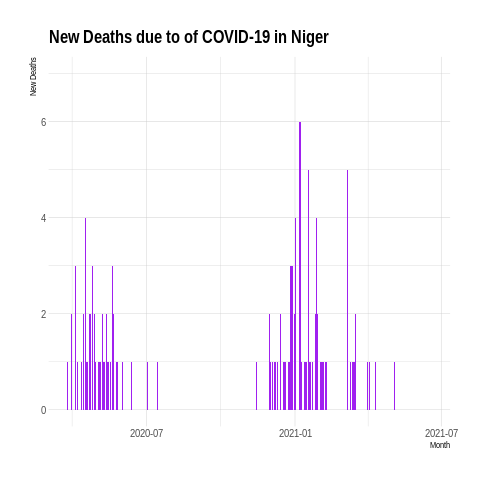 New Deaths due to of COVID-19 in Niger
New Deaths
6
4
2
0
2020-07
2021-01
2021-07
Month